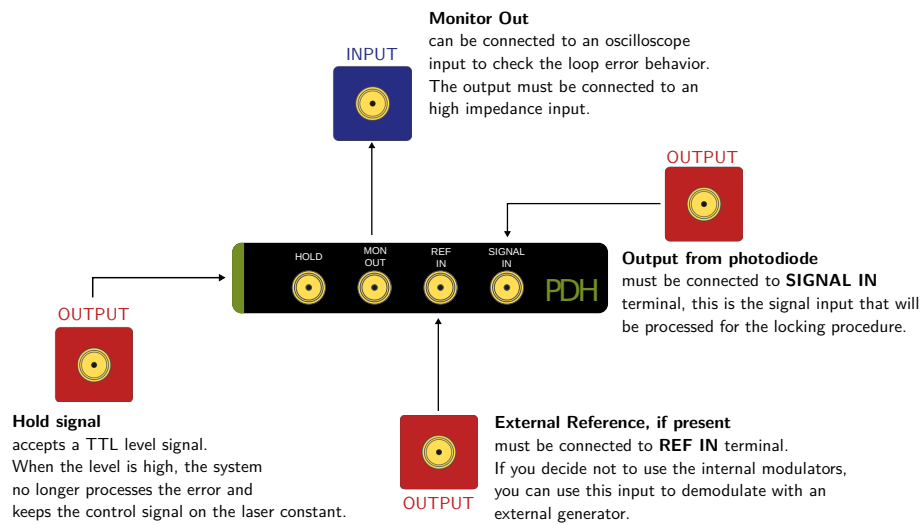 Monitor Out
can be connected to an oscilloscope
input to check the loop error behavior.
The output must be connected to an
high impedance input.
INPUT
OUTPUT
HOLD
MON
OUT
REF
IN
SIGNAL
IN
PDH
Output from photodiode
must be connected to SIGNAL IN
terminal, this is the signal input that will
be processed for the locking procedure.
OUTPUT
Hold signal
accepts a TTL level signal.
When the level is high, the system
no longer processes the error and
keeps the control signal on the laser constant.
OUTPUT
External Reference, if present
must be connected to REF IN terminal.
If you decide not to use the internal modulators,
you can use this input to demodulate with an
external generator.